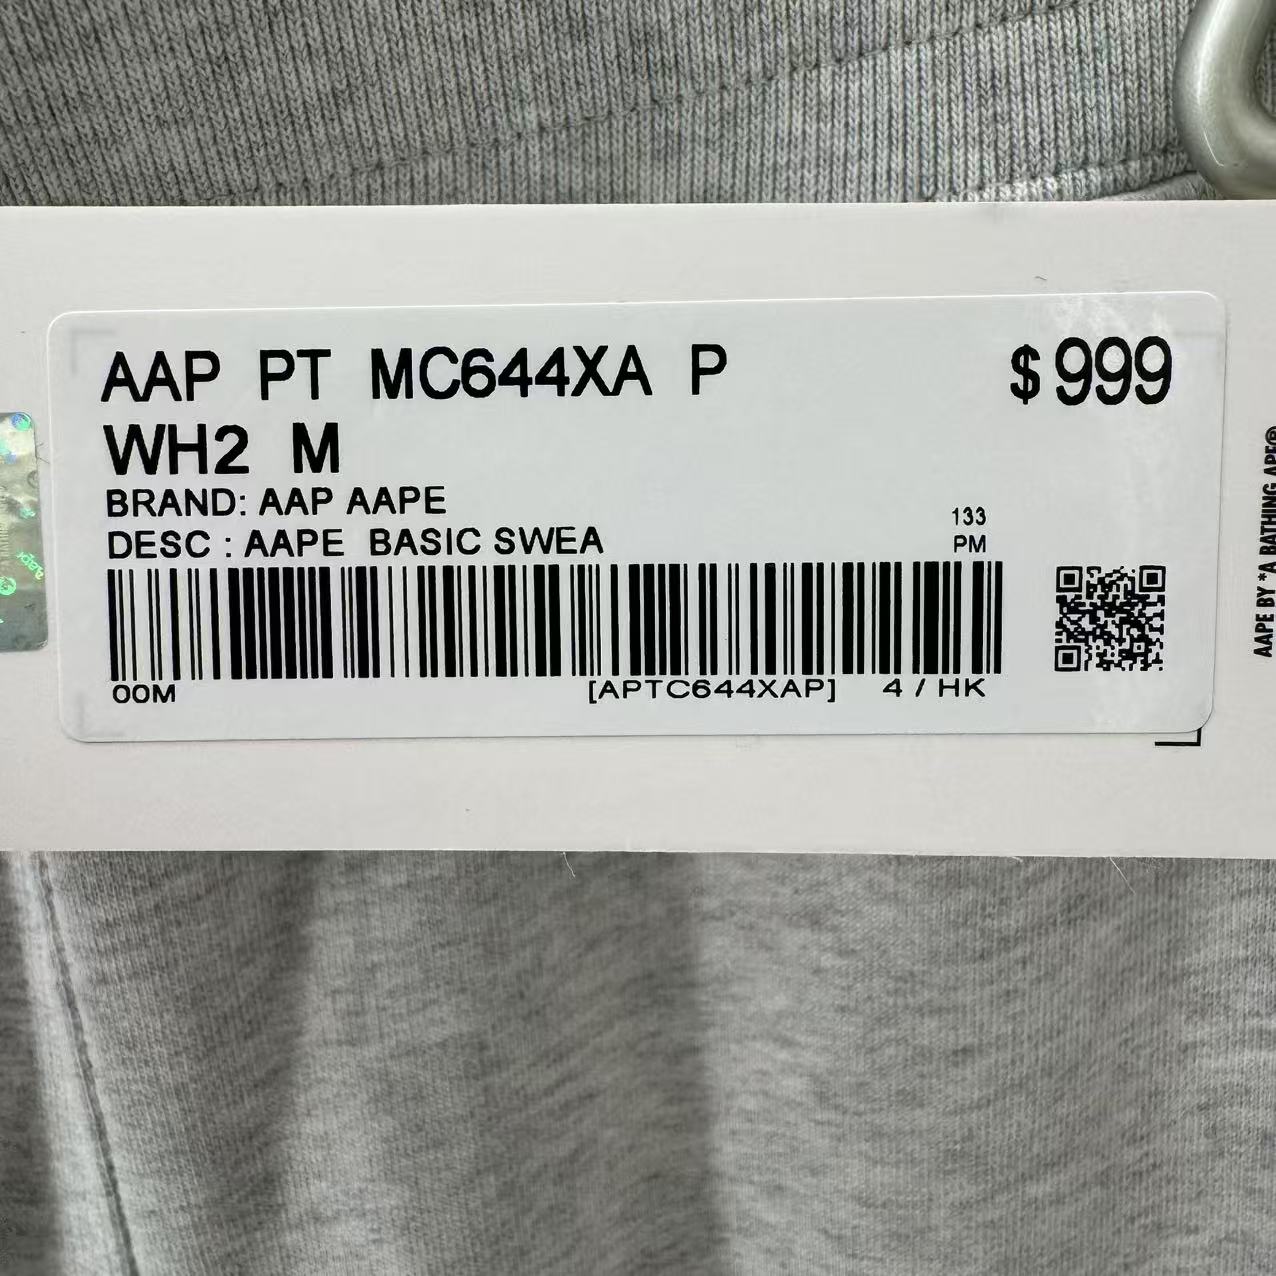 AAP PT MC644XA P
$999
WH2 M
BRAND: AAP AAPE
DESC : AAPE BASIC SWEA
133
PM
00M
[APTC644XAP] 4 / HK
AAPE BY *A BATHING APE®